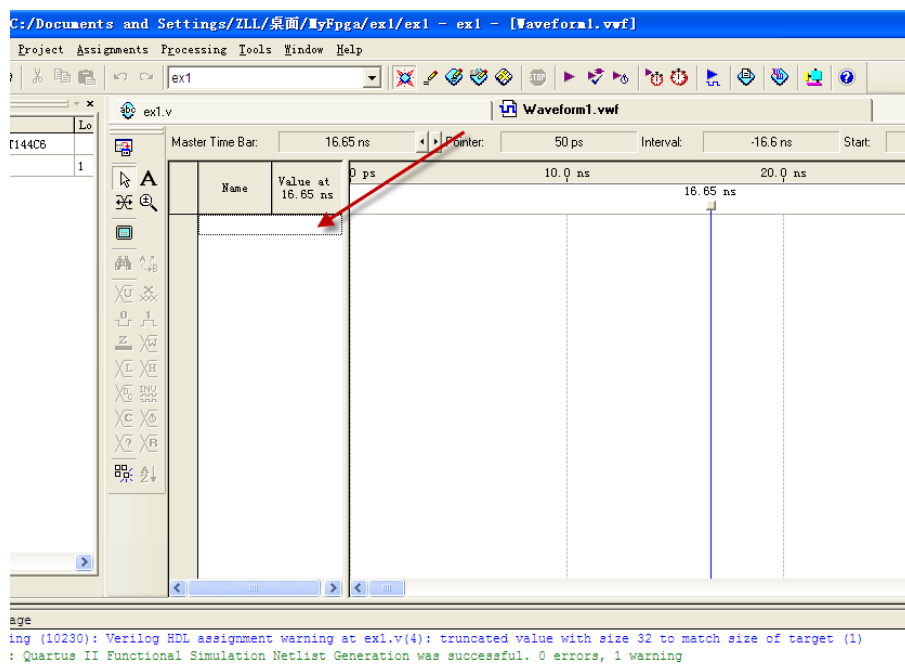 C:/Documents and Settings/ZLL/桌面/MyFpga/ex1/ex1 - ex1 - [Waveform1.vwf]
Project Assignments Processing Tools Window Help
ex1
STOP
abc ex1.v
Waveform1.vwf
Lo
T144C6
1
Master Time Bar: 16.65 ns Pointer: 50 ps Interval: -16.6 ns Start:
A
Name
Value at
16.65 ns
0 ps 10.0 ns 20.0 ns
16.65 ns
INV
age
ing (10230): Verilog HDL assignment warning at ex1.v(4): truncated value with size 32 to match size of target (1)
: Quartus II Functional Simulation Netlist Generation was successful. 0 errors, 1 warning